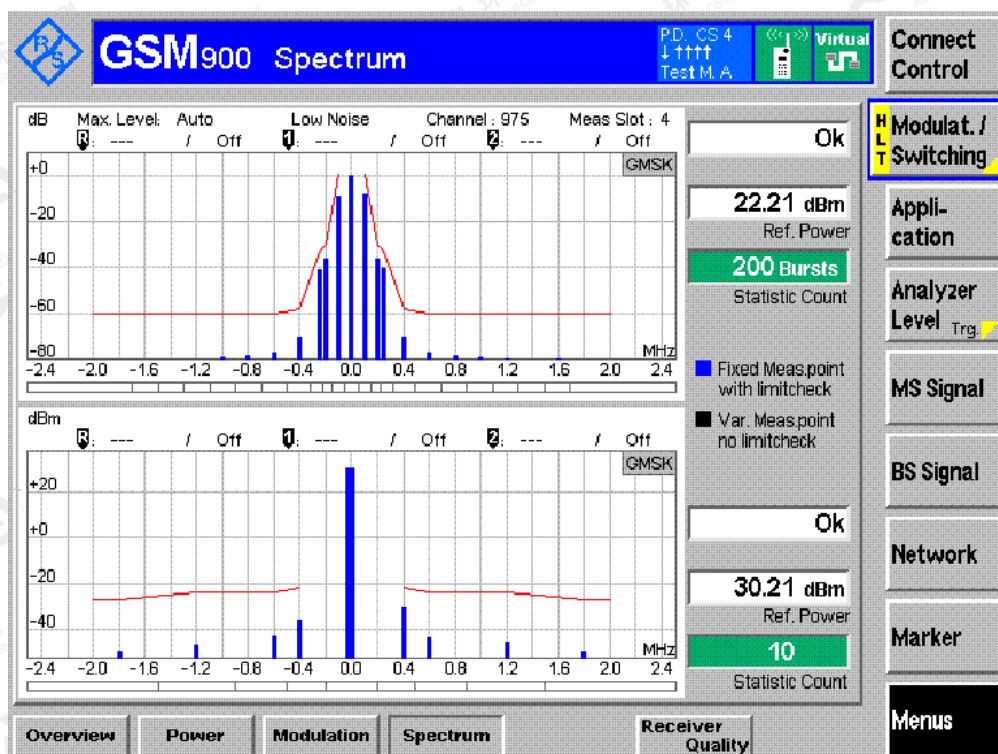 R S
GSM900 Spectrum
P.D. CS 4
↓ ↑↑↑↑
Test M. A
Virtual
Connect Control
dB Max. Level: Auto Low Noise Channel : 975 Meas Slot : 4
R : --- / Off 1 : --- / Off 2 : --- / Off
GMSK
+0
-20
-40
-60
-80
MHz
-2.4 -2.0 -1.6 -1.2 -0.8 -0.4 0.0 0.4 0.8 1.2 1.6 2.0 2.4
Ok
22.21 dBm
Ref. Power
200 Bursts
Statistic Count
Fixed Meas.point
with limitcheck
Var. Meas.point
no limitcheck
dBm
R : --- / Off 1 : --- / Off 2 : --- / Off
GMSK
+20
+0
-20
-40
MHz
-2.4 -2.0 -1.6 -1.2 -0.8 -0.4 0.0 0.4 0.8 1.2 1.6 2.0 2.4
Ok
30.21 dBm
Ref. Power
10
Statistic Count
H L T
Modulat. /
Switching
Appli-
cation
Analyzer
Level Trg.
MS Signal
BS Signal
Network
Marker
Menus
Overview Power Modulation Spectrum Receiver
Quality